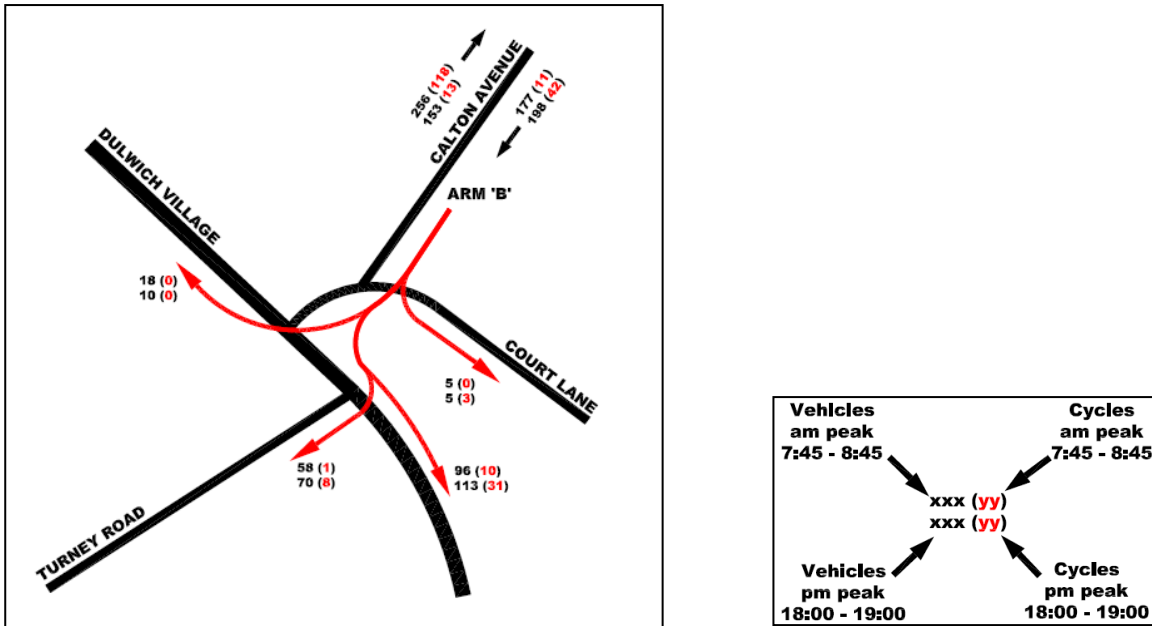 256 (118)
153 (13)
CALTON AVENUE
177 (11)
198 (42)
DULWICH VILLAGE
ARM 'B'
18 (0)
10 (0)
COURT LANE
5 (0)
5 (3)
58 (1)
70 (8)
96 (10)
113 (31)
TURNEY ROAD
Vehicles
am peak
7:45 - 8:45
Cycles
am peak
7:45 - 8:45
xxx (yy)
xxx (yy)
Vehicles
pm peak
18:00 - 19:00
Cycles
pm peak
18:00 - 19:00